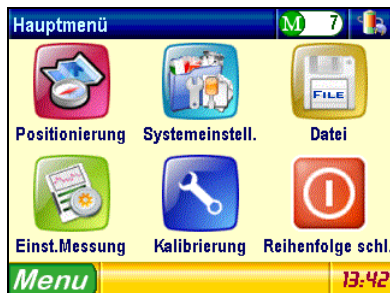 Hauptmenü M 7)
FILE
Positionierung Systemeinstell. Datei
Einst.Messung Kalibrierung Reihenfolge schl.
Menu 13:42